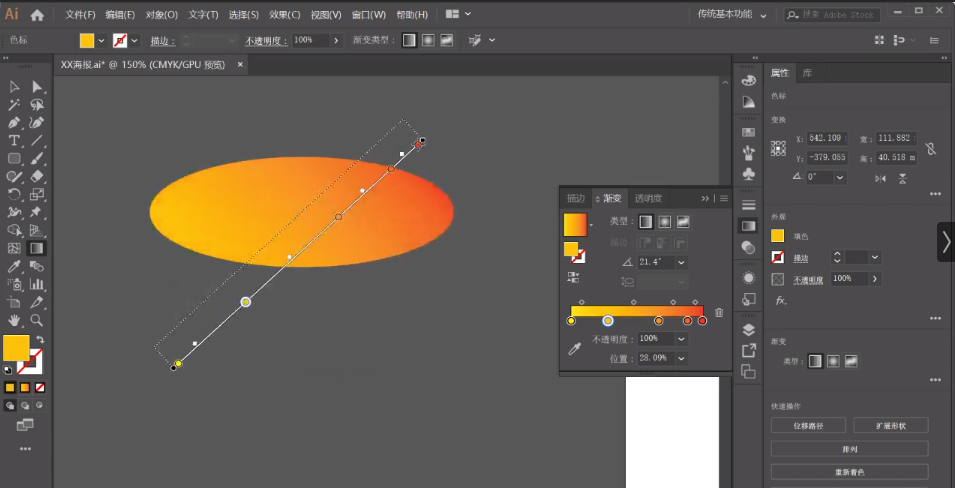 Ai 文件(F) 编辑(E) 对象(O) 文字(T) 选择(S) 效果(C) 视图(V) 窗口(W) 帮助(H) 传统基本功能 搜索 Adobe Stock
色标 描边: 不透明度: 100% 渐变类型:
XX海报.ai* @ 150% (CMYK/GPU 预览) ×
属性 库
色标
变换
X: 542.109 宽: 111.882
Y: -379.055 高: 40.518 m
0°
外观
填色
描边
不透明度 100%
fx.
渐变
类型:
快速操作
位移路径 扩展形状
排列
重新着色
描边 渐变 透明度
类型:
描边:
21.4°
不透明度: 100%
位置: 28.09%